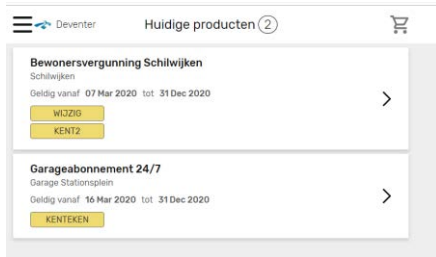 Deventer Huidige producten 2
Bewonersvergunning Schilwijken
Schilwijken
Geldig vanaf 07 Mar 2020 tot 31 Dec 2020
WIJZIG
KENT2
Garageabonnement 24/7
Garage Stationsplein
Geldig vanaf 16 Mar 2020 tot 31 Dec 2020
KENTEKEN